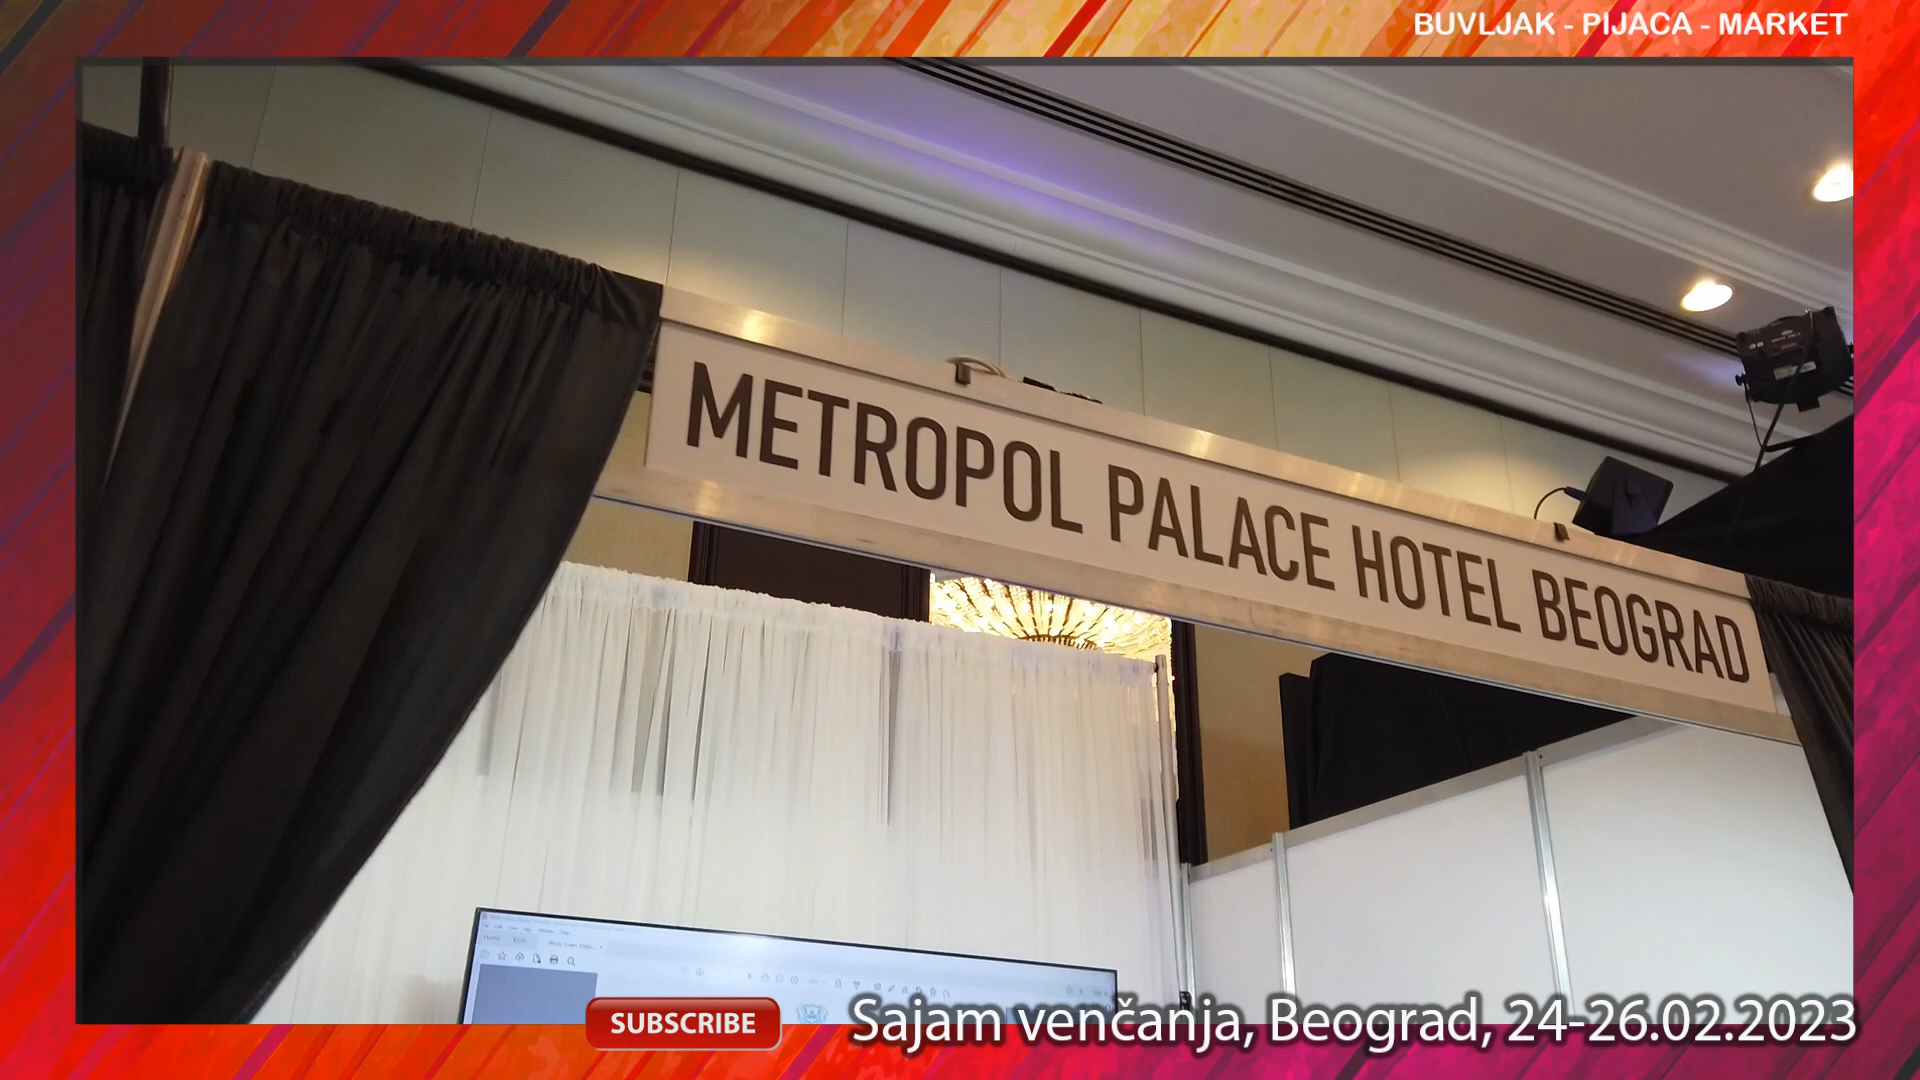 BUVLJAK - PIJACA - MARKET
METROPOL PALACE HOTEL BEOGRAD
SUBSCRIBE
Sajam venčanja, Beograd, 24-26.02.2023